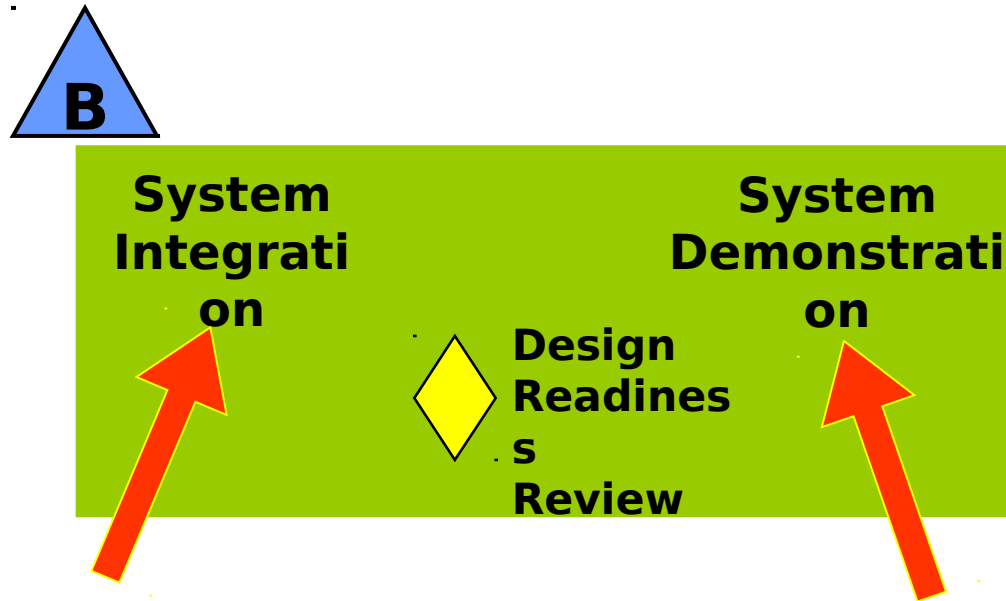 B
System
Integrati
on
System
Demonstrati
on
Design
Readines
s
Review